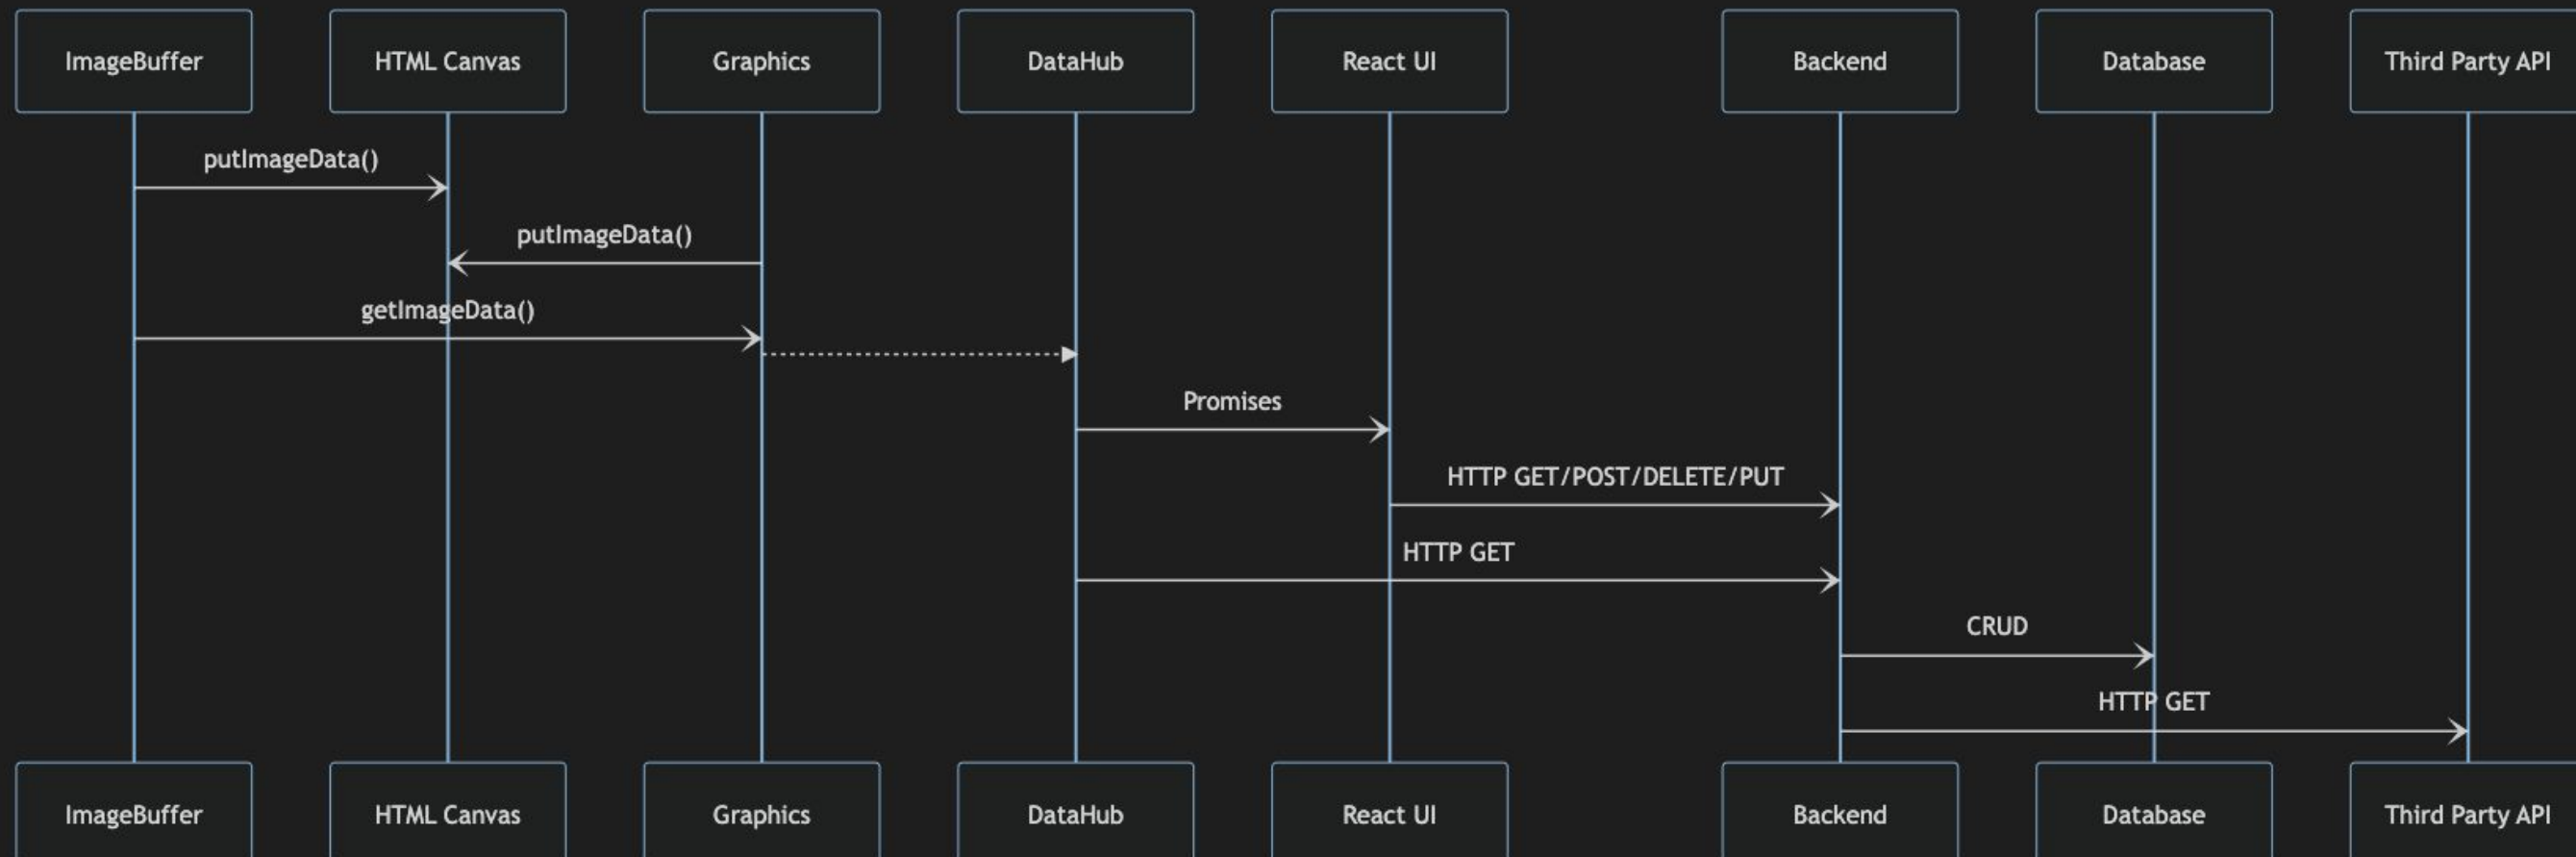 ImageBuffer
HTML Canvas
Graphics
DataHub
React UI
Backend
Database
Third Party API
putImageData()
putImageData()
getImageData()
Promises
HTTP GET/POST/DELETE/PUT
HTTP GET
CRUD
HTTP GET
ImageBuffer
HTML Canvas
Graphics
DataHub
React UI
Backend
Database
Third Party API